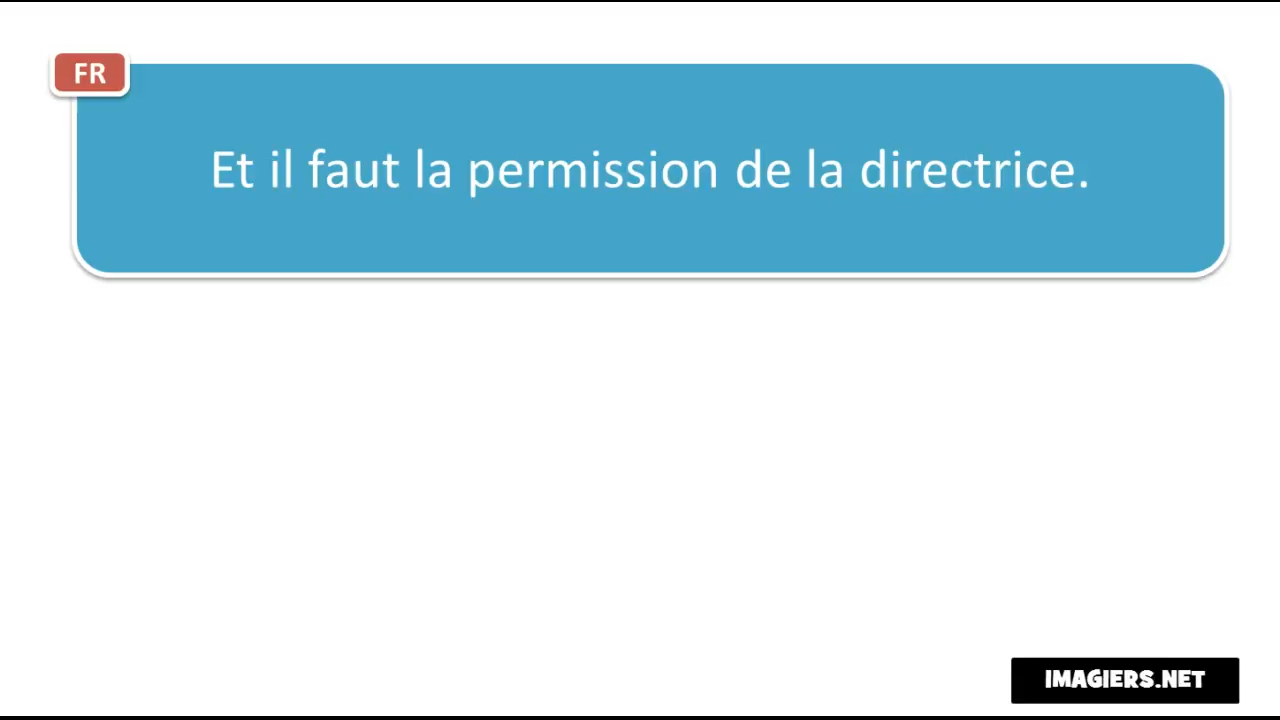 FR
Et il faut la permission de la directrice.
IMAGIERS.NET